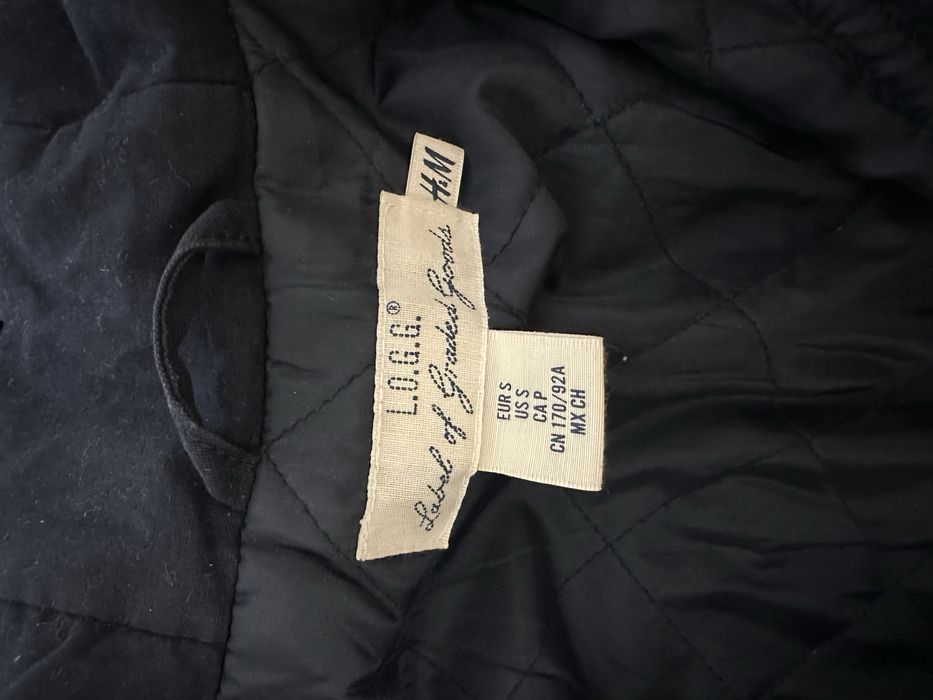 H&M
L.O.G.G.®
Label of Graded Goods
EUR S
US S
CA P
CN 170/92A
MX CH